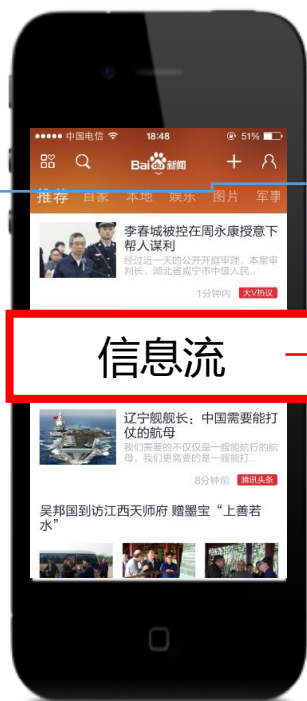 中国电信 18:48 51%
Bai 新闻
推荐 百家 本地 娱乐 图片 军事
李春城被控在周永康授意下
帮人谋利
经过近一天的公开开庭审理，本案审
判长、湖北省咸宁市中级人民..
1分钟内 大V热议
信息流
辽宁舰舰长：中国需要能打
仗的航母
我们需要的不仅仅是一艘能航行的航
母，我们更需要的是一艘能打..
8分钟前 腾讯头条
吴邦国到访江西天师府 赠墨宝“上善若
水”